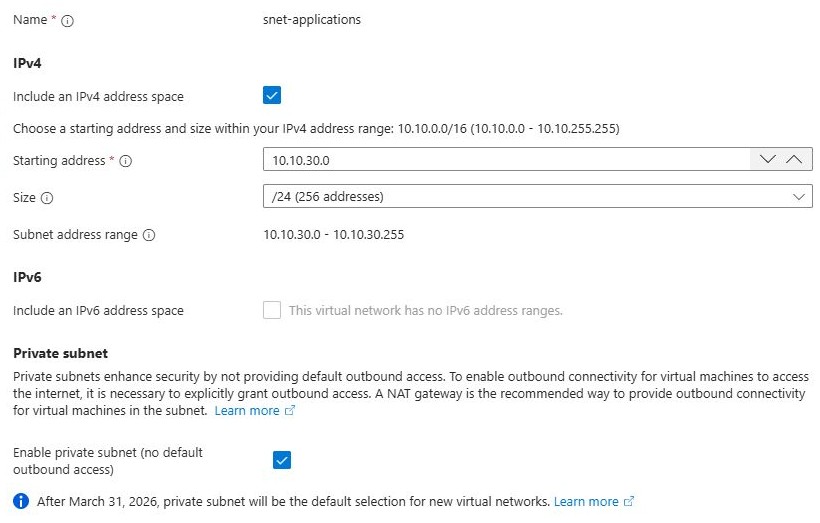 Name * snet-applications
IPv4
Include an IPv4 address space
Choose a starting address and size within your IPv4 address range: 10.10.0.0/16 (10.10.0.0 - 10.10.255.255)
Starting address * 10.10.30.0
Size /24 (256 addresses)
Subnet address range 10.10.30.0 - 10.10.30.255
IPv6
Include an IPv6 address space This virtual network has no IPv6 address ranges.
Private subnet
Private subnets enhance security by not providing default outbound access. To enable outbound connectivity for virtual machines to access
the internet, it is necessary to explicitly grant outbound access. A NAT gateway is the recommended way to provide outbound connectivity
for virtual machines in the subnet. Learn more
Enable private subnet (no default
outbound access)
After March 31, 2026, private subnet will be the default selection for new virtual networks. Learn more